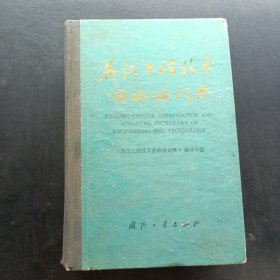 英汉工程技术
缩略语词典
ENGLISH-CHINESE ABBREVIATION AND
ACRONYMS DICTIONARY OF
ENGINEERING AND TECHNOLOGY
《英汉工程技术缩略语词典》编译小组
国防工业出版社